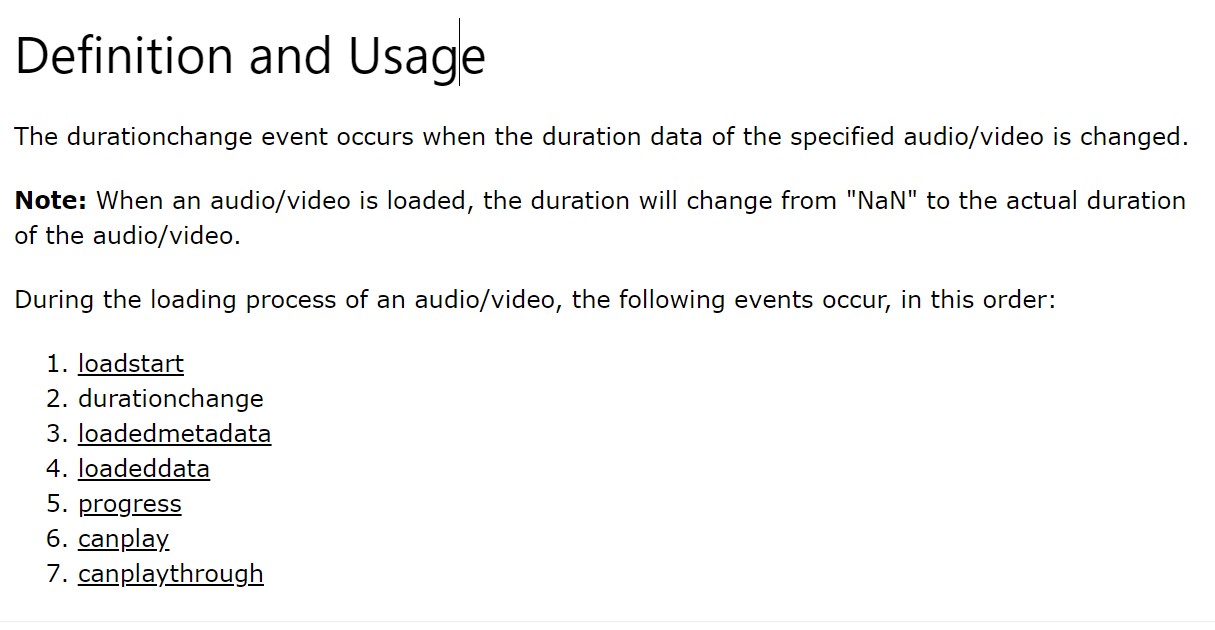 Definition and Usage
The durationchange event occurs when the duration data of the specified audio/video is changed.
Note: When an audio/video is loaded, the duration will change from "NaN" to the actual duration
of the audio/video.
During the loading process of an audio/video, the following events occur, in this order:
1. loadstart
2. durationchange
3. loadedmetadata
4. loadeddata
5. progress
6. canplay
7. canplaythrough